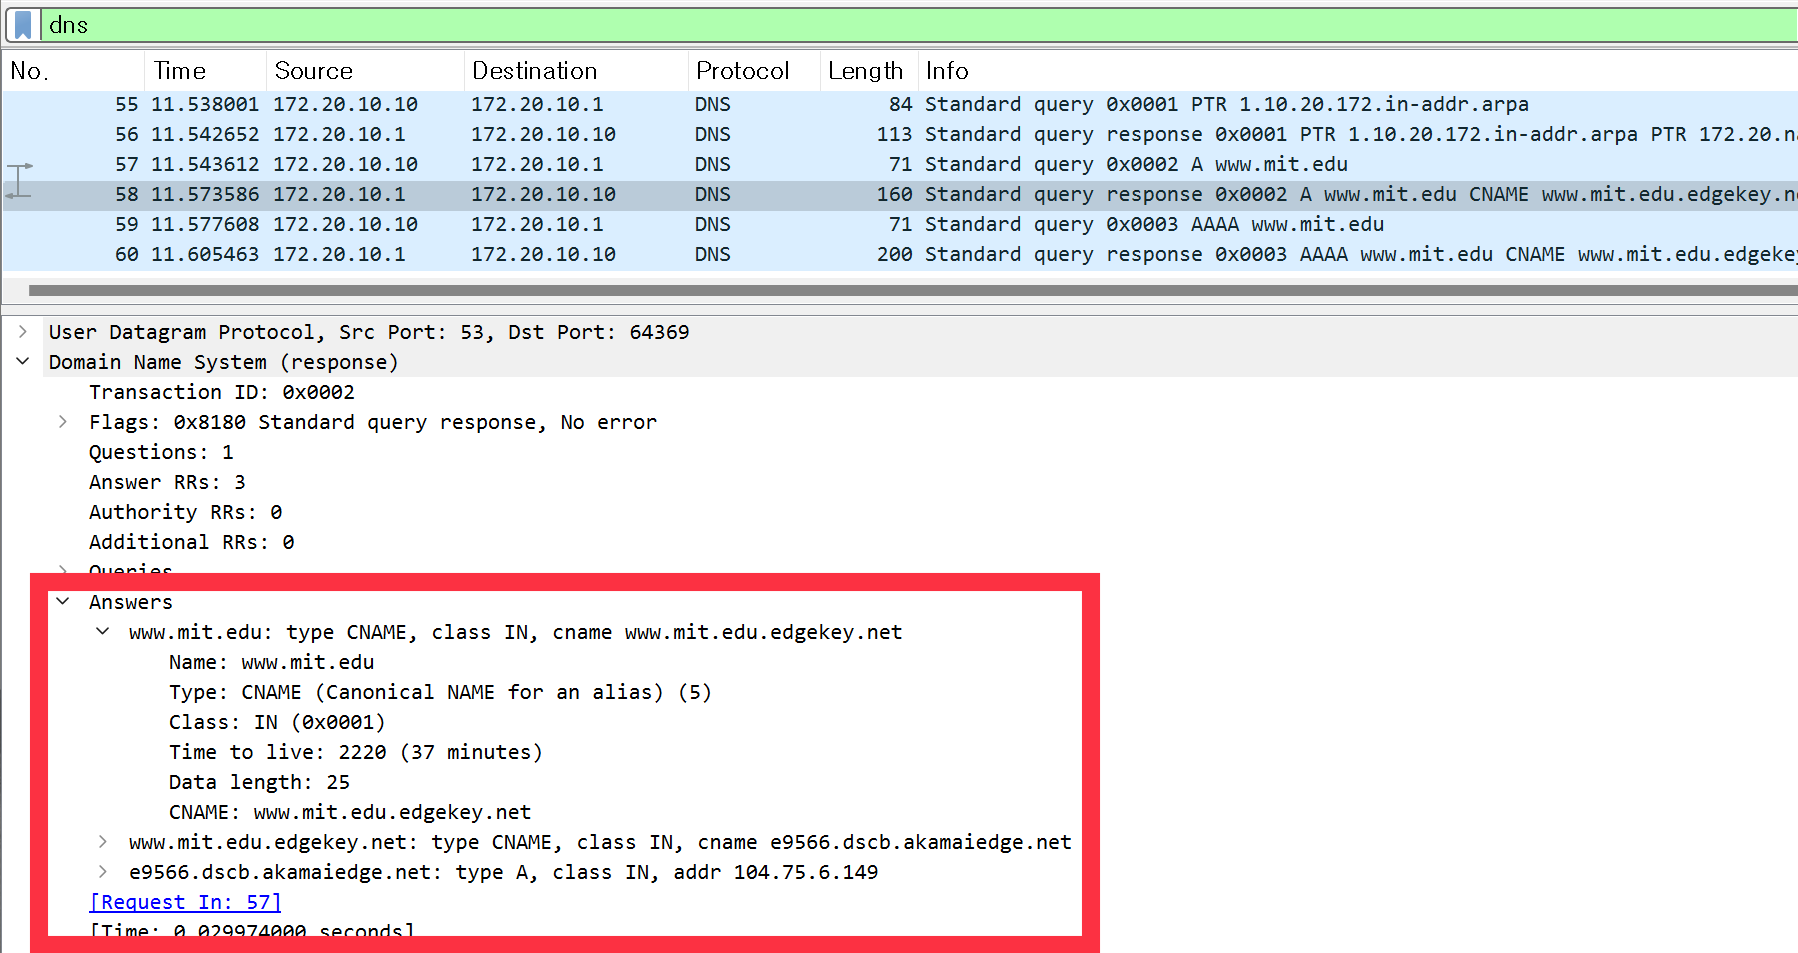 dns
No. Time Source Destination Protocol Length Info
55 11.538001 172.20.10.10 172.20.10.1 DNS 84 Standard query 0x0001 PTR 1.10.20.172.in-addr.arpa
56 11.542652 172.20.10.1 172.20.10.10 DNS 113 Standard query response 0x0001 PTR 1.10.20.172.in-addr.arpa PTR 172.20.na
57 11.543612 172.20.10.10 172.20.10.1 DNS 71 Standard query 0x0002 A www.mit.edu
58 11.573586 172.20.10.1 172.20.10.10 DNS 160 Standard query response 0x0002 A www.mit.edu CNAME www.mit.edu.edgekey.ne
59 11.577608 172.20.10.10 172.20.10.1 DNS 71 Standard query 0x0003 AAAA www.mit.edu
60 11.605463 172.20.10.1 172.20.10.10 DNS 200 Standard query response 0x0003 AAAA www.mit.edu CNAME www.mit.edu.edgekey
User Datagram Protocol, Src Port: 53, Dst Port: 64369
Domain Name System (response)
Transaction ID: 0x0002
Flags: 0x8180 Standard query response, No error
Questions: 1
Answer RRs: 3
Authority RRs: 0
Additional RRs: 0
Queries
Answers
www.mit.edu: type CNAME, class IN, cname www.mit.edu.edgekey.net
Name: www.mit.edu
Type: CNAME (Canonical NAME for an alias) (5)
Class: IN (0x0001)
Time to live: 2220 (37 minutes)
Data length: 25
CNAME: www.mit.edu.edgekey.net
www.mit.edu.edgekey.net: type CNAME, class IN, cname e9566.dscb.akamaiedge.net
e9566.dscb.akamaiedge.net: type A, class IN, addr 104.75.6.149
[Request In: 57]
[Time: 0.029974000 seconds]